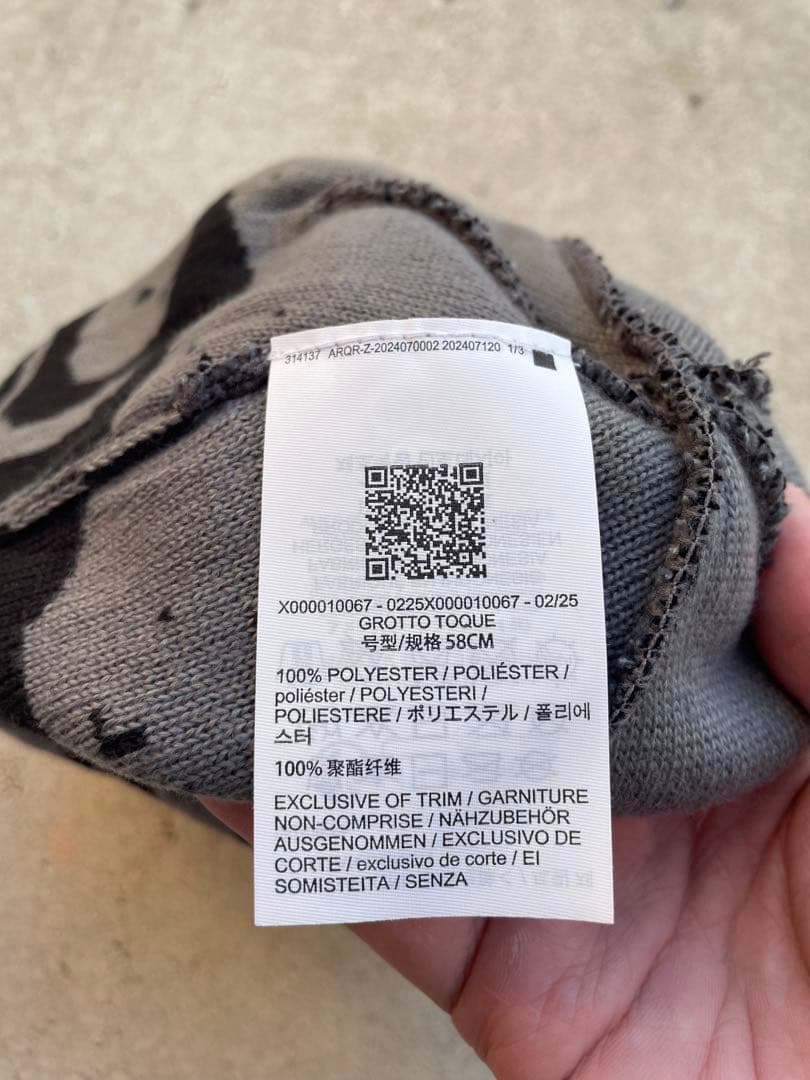 314137 ARQR-Z-2024070002 202407120 1/3
X000010067 - 0225X000010067 - 02/25
GROTTO TOQUE
号型/规格 58CM
100% POLYESTER / POLIÉSTER /
poliéster / POLYESTERI /
POLIESTERE / ポリエステル / 폴리에
스터
100% 聚酯纤维
EXCLUSIVE OF TRIM / GARNITURE
NON-COMPRISE / NÄHZUBEHÖR
AUSGENOMMEN / EXCLUSIVO DE
CORTE / exclusivo de corte / EI
SOMISTEITA / SENZA